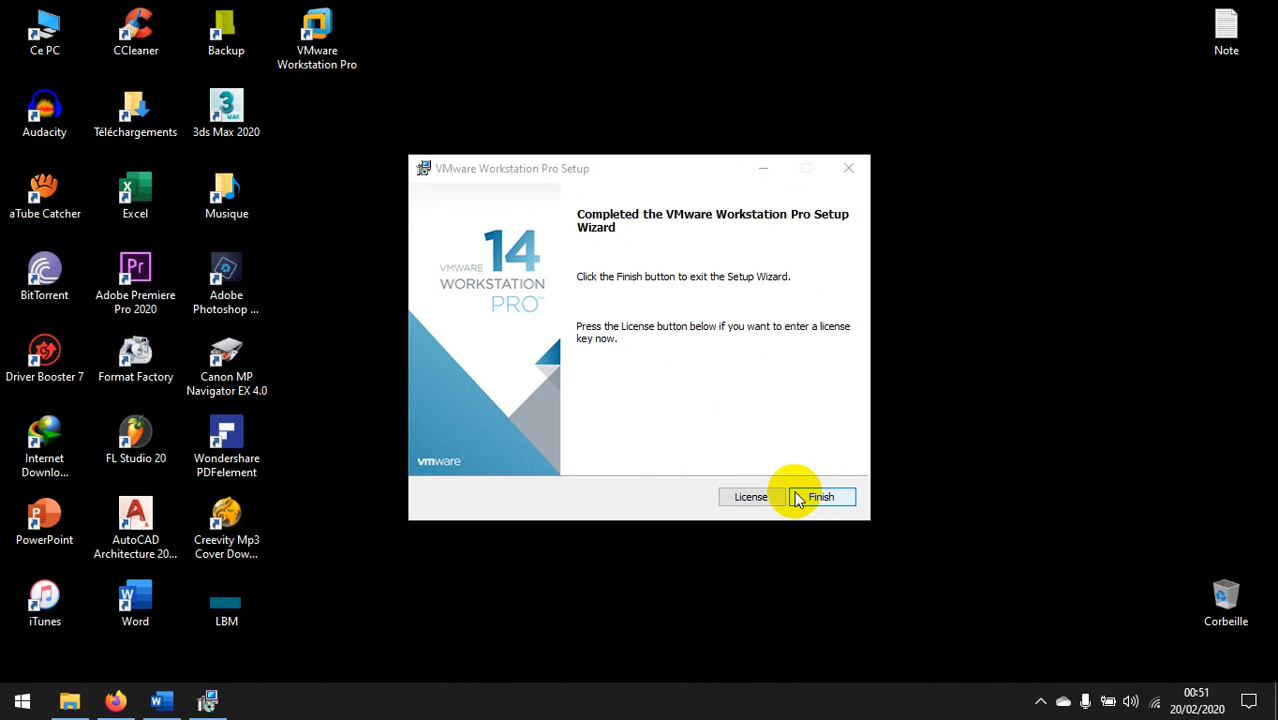 Ce PC
CCleaner
Backup
VMware
Workstation Pro
Note
Audacity
Téléchargements
3ds Max 2020
aTube Catcher
Excel
Musique
BitTorrent
Adobe Premiere
Pro 2020
Adobe
Photoshop ...
Driver Booster 7
Format Factory
Canon MP
Navigator EX 4.0
Internet
Downlo...
FL Studio 20
Wondershare
PDFelement
PowerPoint
AutoCAD
Architecture 20...
Creevity Mp3
Cover Dow...
iTunes
Word
LBM
Corbeille
VMware Workstation Pro Setup
14
VMWARE
WORKSTATION
PRO™
vmware
Completed the VMware Workstation Pro Setup
Wizard
Click the Finish button to exit the Setup Wizard.
Press the License button below if you want to enter a license
key now.
License
Finish
00:51
20/02/2020